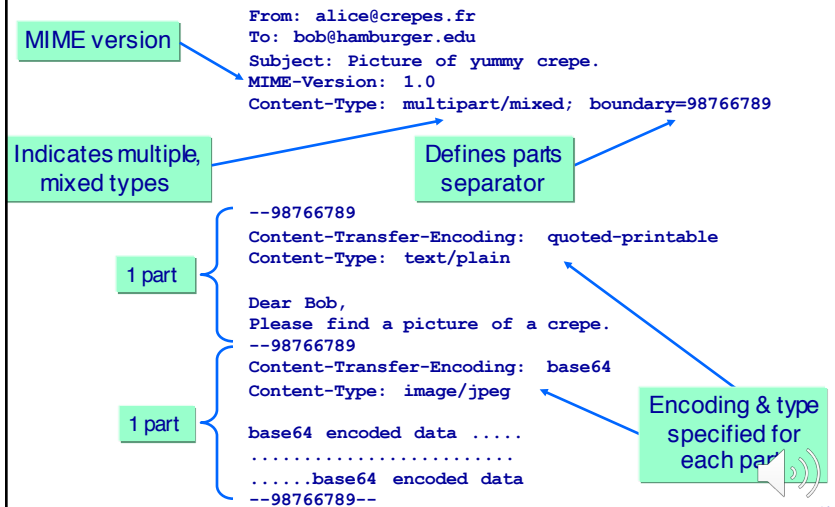 From: alice@crepes.fr
To: bob@hamburger.edu
Subject: Picture of yummy crepe.
MIME-Version: 1.0
Content-Type: multipart/mixed; boundary=98766789
MIME version
Indicates multiple,
mixed types
Defines parts
separator
--98766789
Content-Transfer-Encoding: quoted-printable
Content-Type: text/plain
Dear Bob,
Please find a picture of a crepe.
1 part
--98766789
Content-Transfer-Encoding: base64
Content-Type: image/jpeg
base64 encoded data .....
.........................
......base64 encoded data
--98766789--
1 part
Encoding & type
specified for
each part